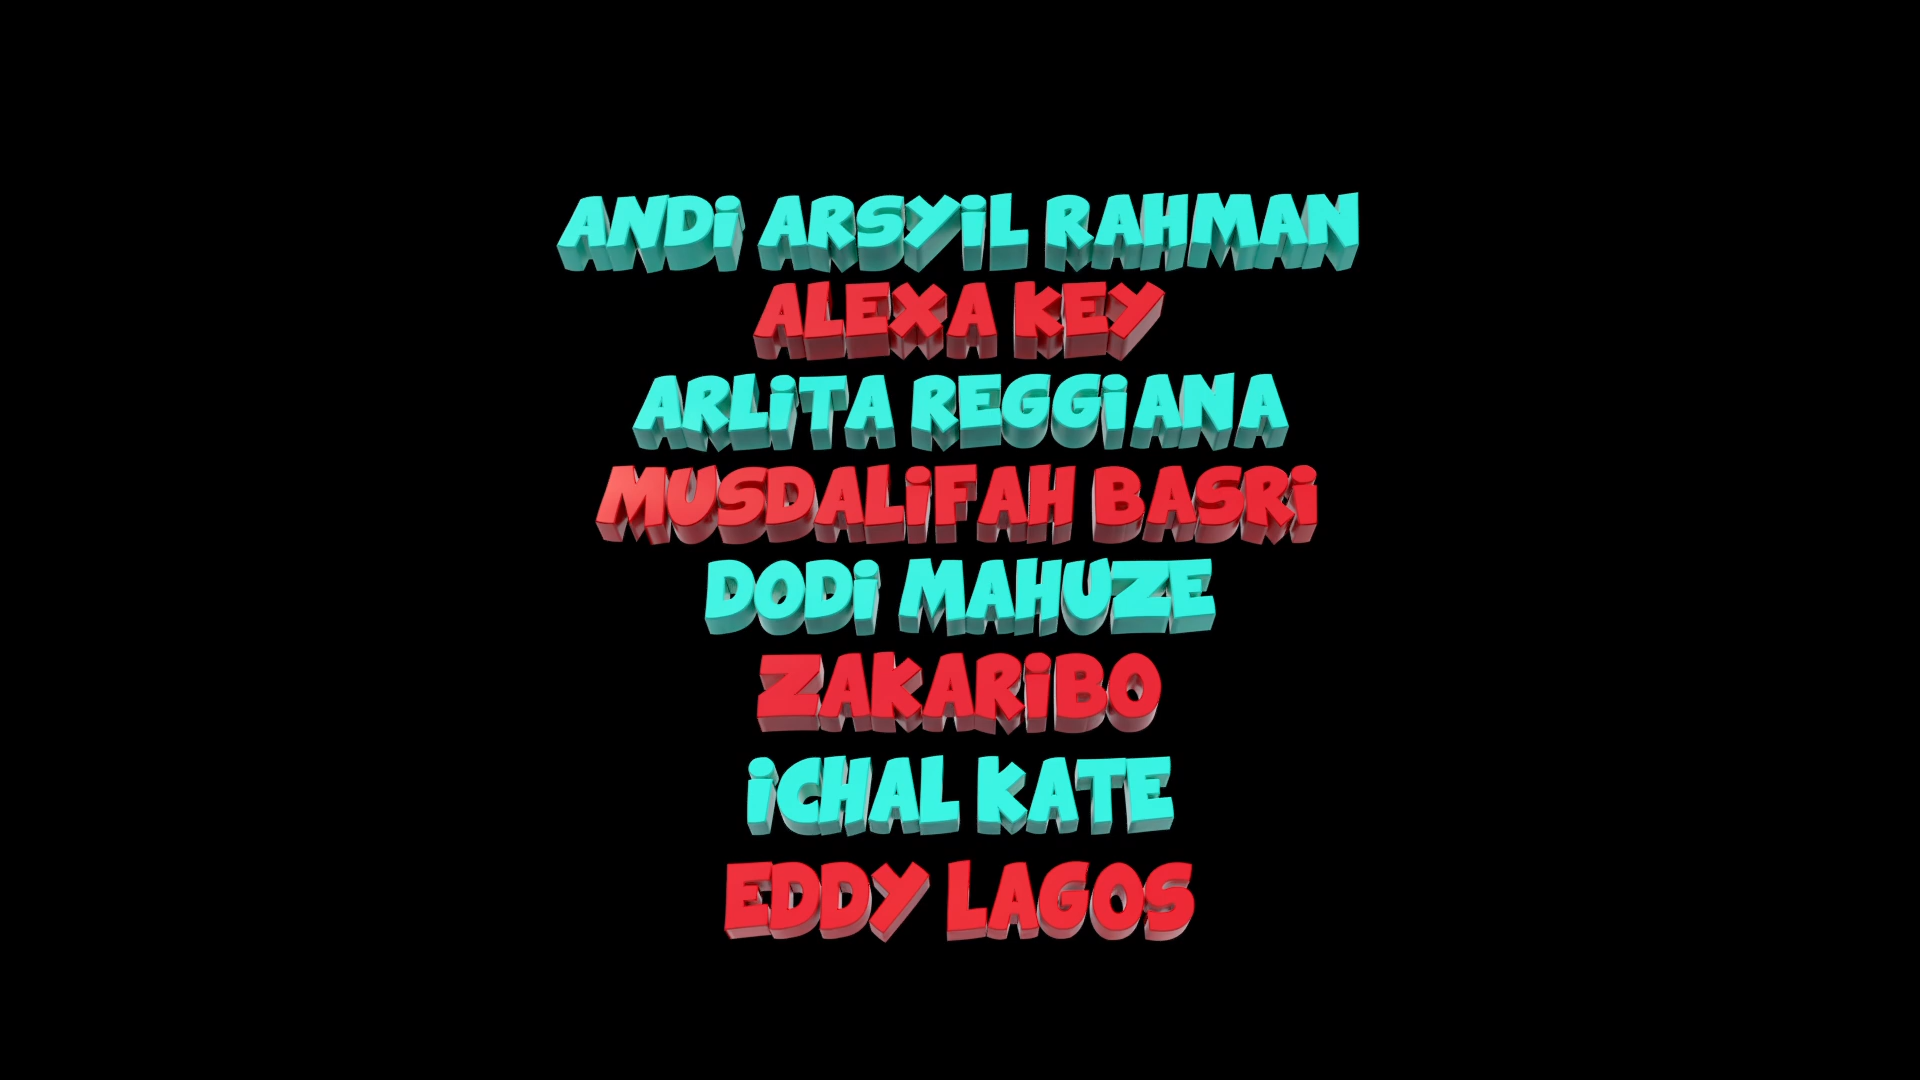 ANDi ARSYiL RAHMAN
ALEXA KEY
ARLiTA REGGiANA
MUSDALiFAH BASRi
DODi MAHUZE
ZAKARiBO
iCHAL KATE
EDDY LAGOS